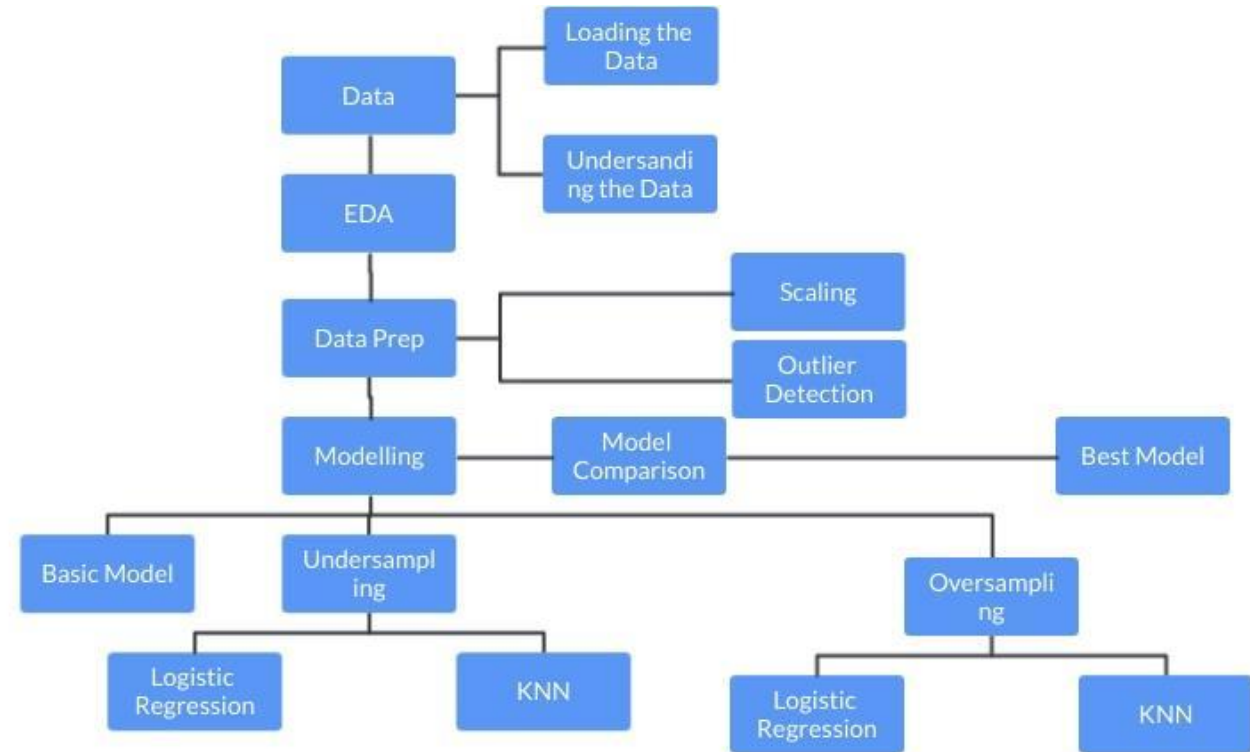 Loading the
Data
Data
Undersandi
ng the Data
EDA
Scaling
Data Prep
Outlier
Detection
Modelling
Model
Comparison
Best Model
Basic Model
Undersampl
ing
Oversampli
ng
Logistic
Regression
KNN
Logistic
Regression
KNN